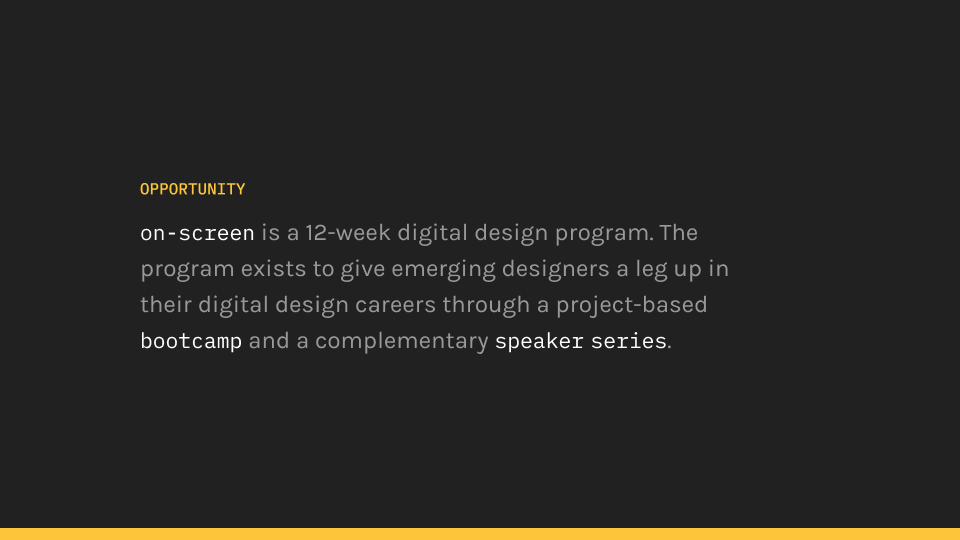 OPPORTUNITY
on-screen is a 12-week digital design program. The
program exists to give emerging designers a leg up in
their digital design careers through a project-based
bootcamp and a complementary speaker series.